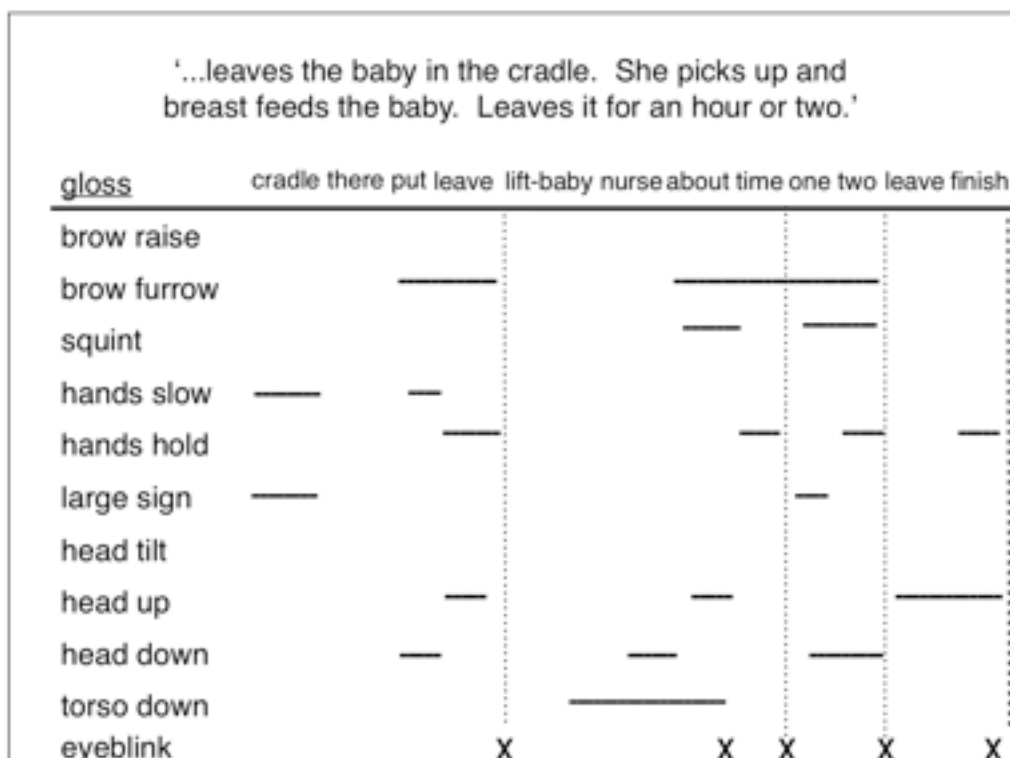 ‘...leaves the baby in the cradle. She picks up and
breast feeds the baby. Leaves it for an hour or two.’
gloss cradle there put leave lift-baby nurse about time one two leave finish
brow raise
brow furrow
squint
hands slow
hands hold
large sign
head tilt
head up
head down
torso down
eyeblink X X X X X